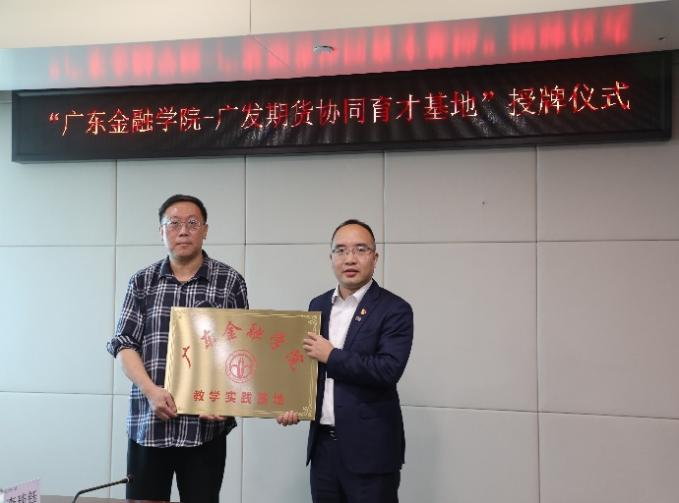 “广东金融学院-广发期货协同育才基地”授牌仪式
广东金融学院
教学实践基地